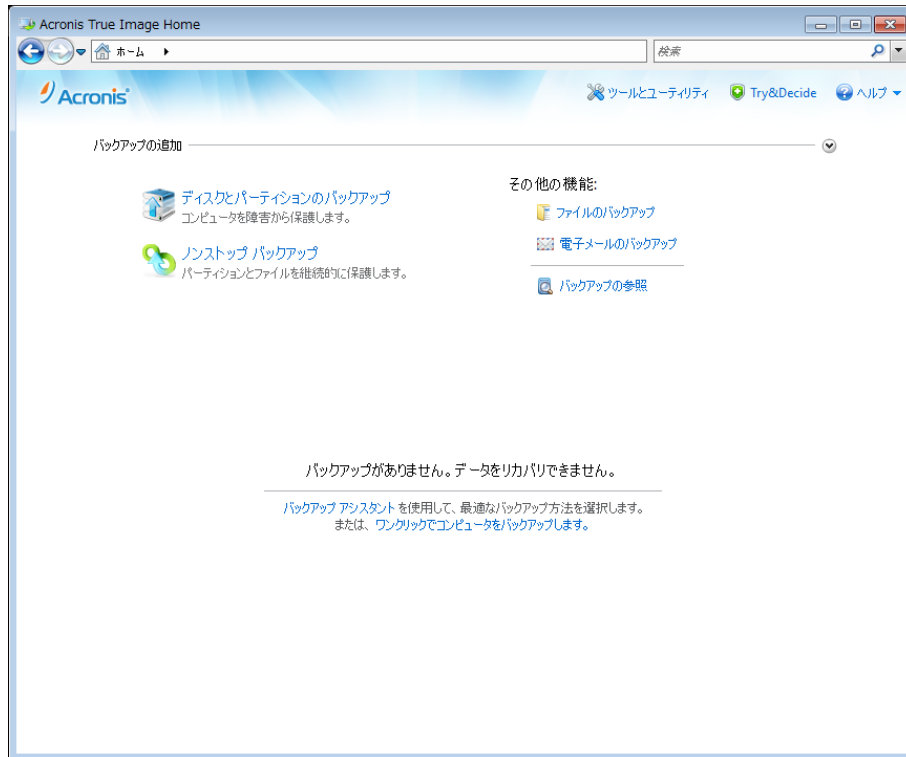 Acronis True Image Home
ホーム
検索
Acronis
ツールとユーティリティ
Try&Decide
ヘルプ
バックアップの追加
ディスクとパーティションのバックアップ
コンピュータを障害から保護します。
ノンストップ バックアップ
パーティションとファイルを継続的に保護します。
その他の機能:
ファイルのバックアップ
電子メールのバックアップ
バックアップの参照
バックアップがありません。データをリカバリできません。
バックアップ アシスタント を使用して、最適なバックアップ方法を選択します。
または、ワンクリックでコンピュータをバックアップします。